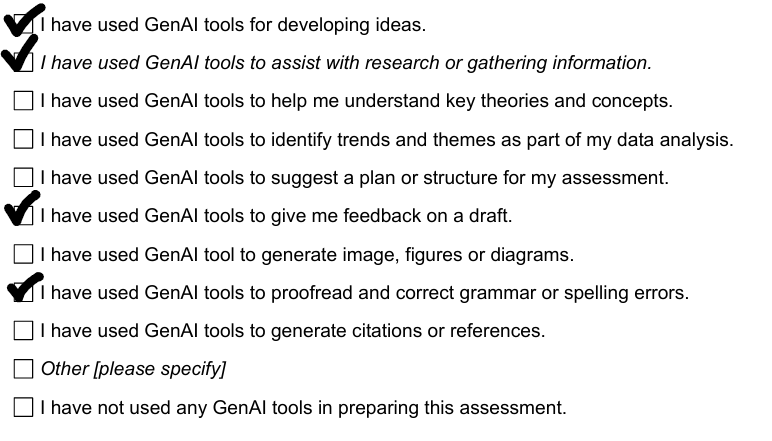 I have used GenAI tools for developing ideas.
I have used GenAI tools to assist with research or gathering information.
I have used GenAI tools to help me understand key theories and concepts.
I have used GenAI tools to identify trends and themes as part of my data analysis.
I have used GenAI tools to suggest a plan or structure for my assessment.
I have used GenAI tools to give me feedback on a draft.
I have used GenAI tool to generate image, figures or diagrams.
I have used GenAI tools to proofread and correct grammar or spelling errors.
I have used GenAI tools to generate citations or references.
Other [please specify]
I have not used any GenAI tools in preparing this assessment.